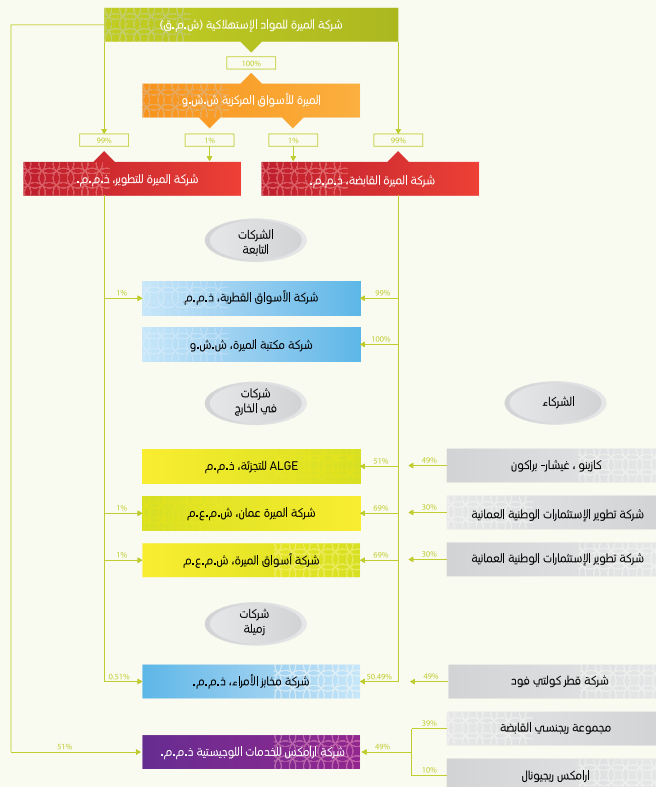 شركة الميرة للمواد الإستهلاكية (ش.م.ق)
100%
الميرة للأسواق المركزية ش.ش.و
99%
1%
1%
99%
شركة الميرة القابضة، ذ.م.م.
شركة الميرة للتطوير، ذ.م.م.
الشركات
التابعة
99%
شركة الأسواق القطرية، ذ.م.م
1%
100%
شركة مكتبة الميرة، ش.ش.و
شركات
في الخارج
الشركاء
كازينو ، غيشار- براكون
49%
51%
ALGE للتجزئة، ذ.م.م
شركة تطوير الإستثمارات الوطنية العمانية
30%
69%
شركة الميرة عمان، ش.م.ع.م
1%
شركة تطوير الإستثمارات الوطنية العمانية
30%
69%
شركة أسواق الميرة، ش.م.ع.م
1%
شركات
زميلة
شركة قطر كولتي فود
49%
50.49%
شركة مخابز الأمراء، ذ.م.م.
0.51%
مجموعة ريجنسي القابضة
39%
49%
شركة ارامكس للخدمات اللوجيستية ذ.م.م.
51%
ارامكس ريجيونال
10%